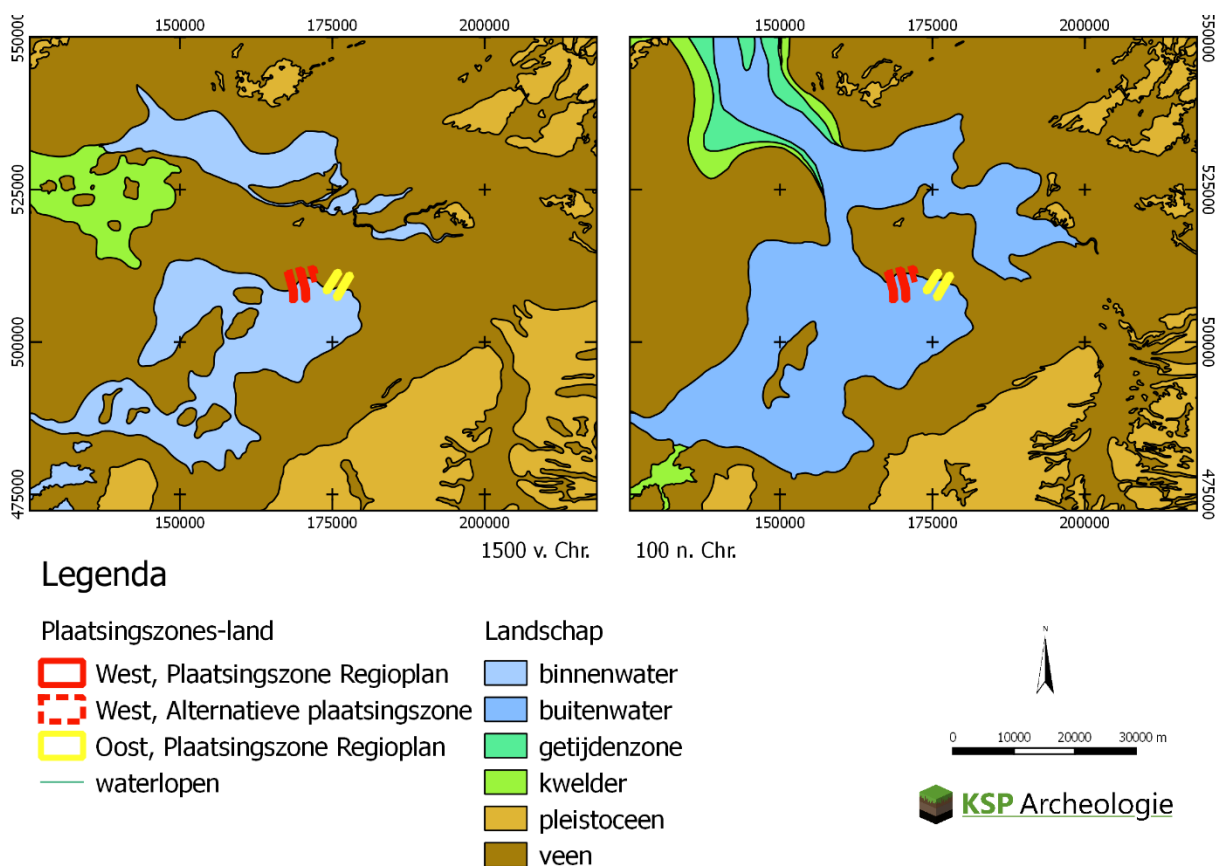 150000 175000 200000 150000 175000 200000
550000 550000
525000 525000
500000 500000
475000 475000
150000 175000 200000 150000 175000 200000
1500 v. Chr. 100 n. Chr.
Legenda
Plaatsingszones-land
West, Plaatsingszone Regioplan
West, Alternatieve plaatsingszone
Oost, Plaatsingszone Regioplan
waterlopen
Landschap
binnenwater
buitenwater
getijdenzone
kwelder
pleistoceen
veen
N
0 10000 20000 30000 m
KSP Archeologie